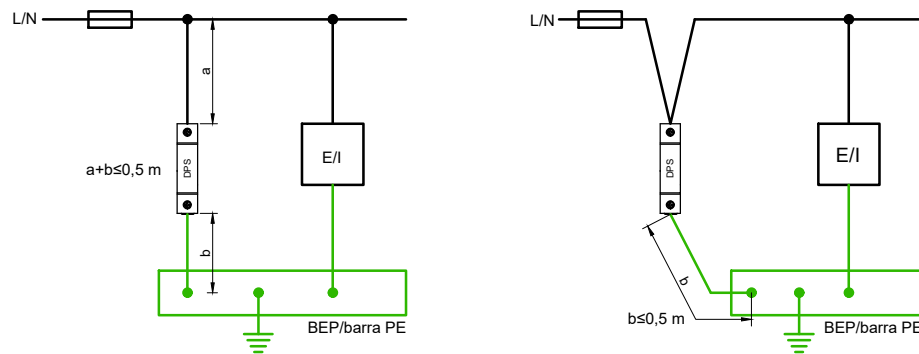 L/N
a
DPS
E/I
a+b≤0,5 m
b
BEP/barra PE
L/N
DPS
E/I
b
b≤0,5 m
BEP/barra PE